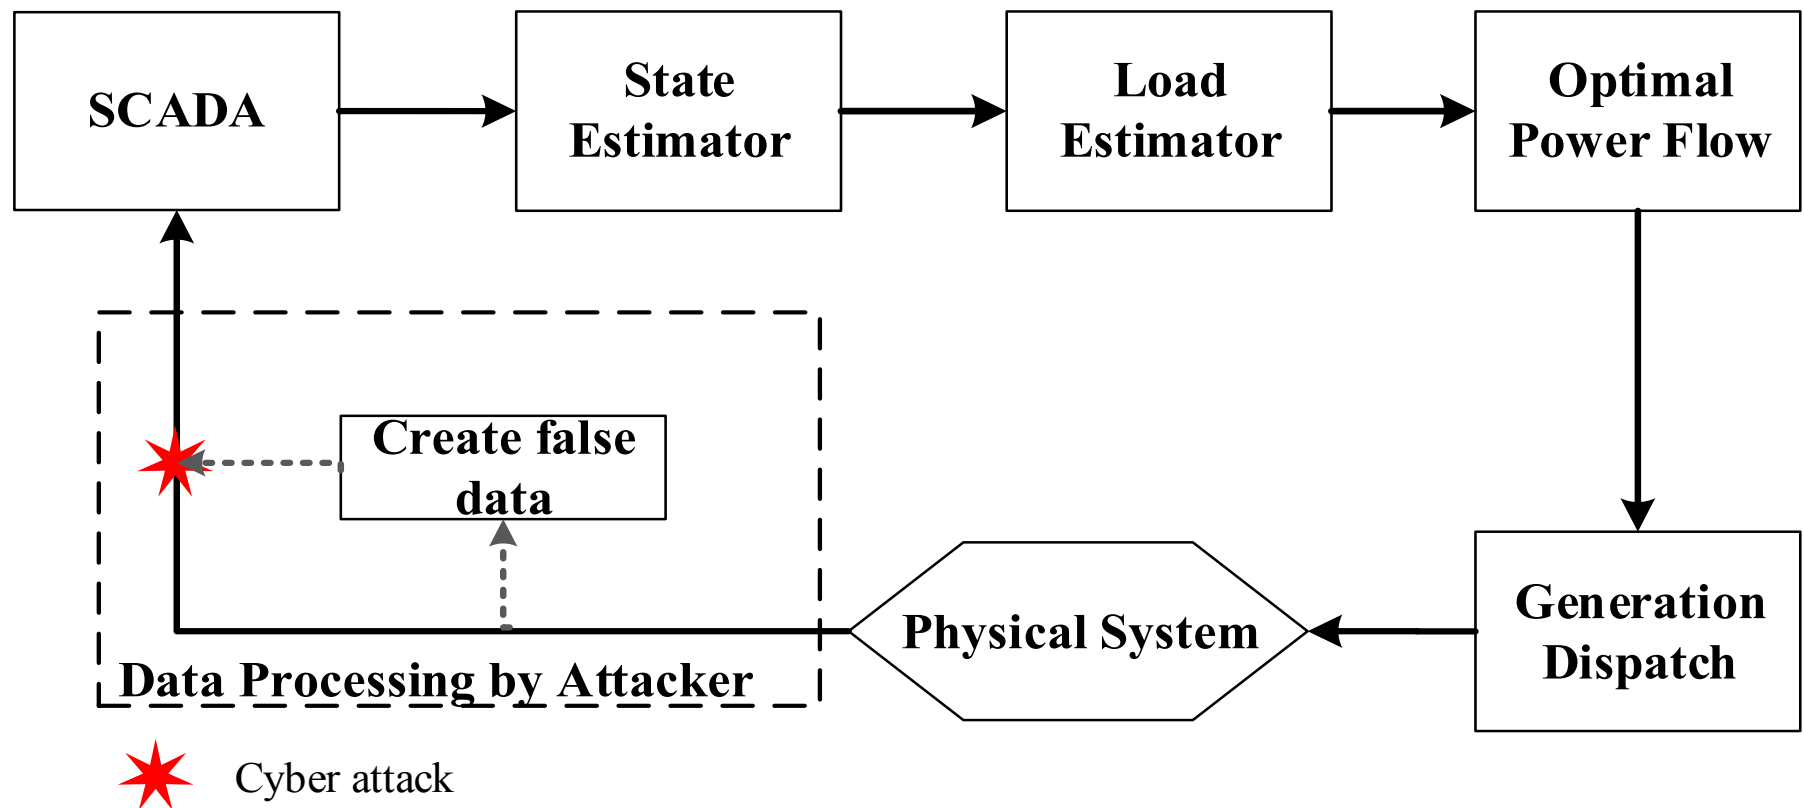 SCADA
State
Estimator
Load
Estimator
Optimal
Power Flow
Create false
data
Physical System
Generation
Dispatch
Data Processing by Attacker
Cyber attack